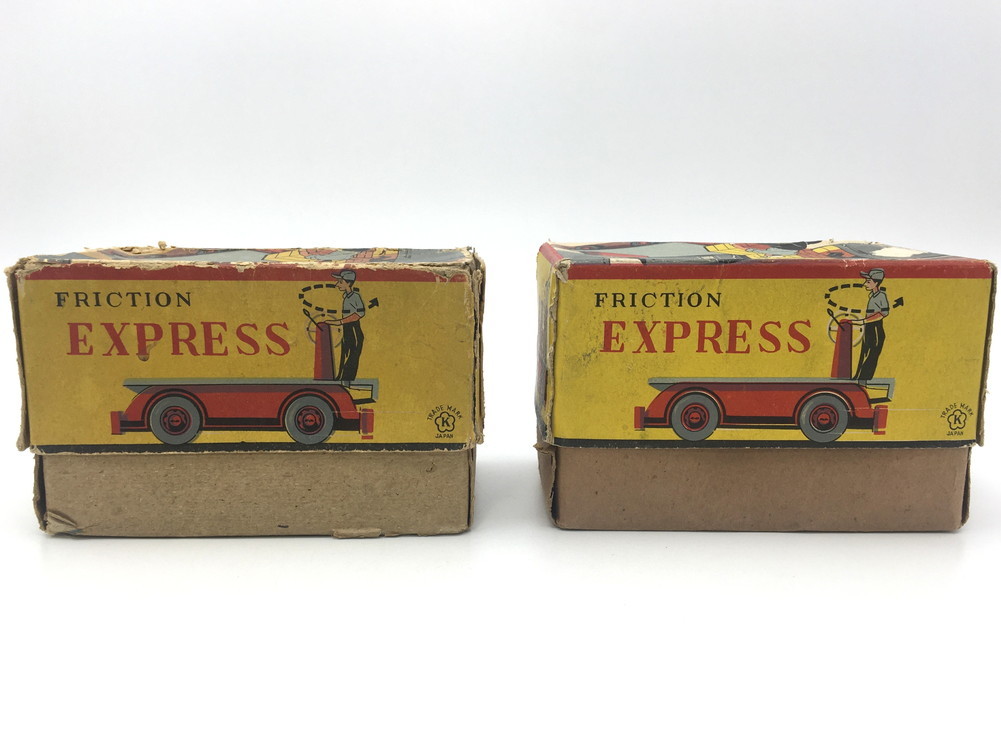 FRICTION
EXPRESS
TRADE MARK
K
JAPAN
FRICTION
EXPRESS
TRADE MARK
K
JAPAN